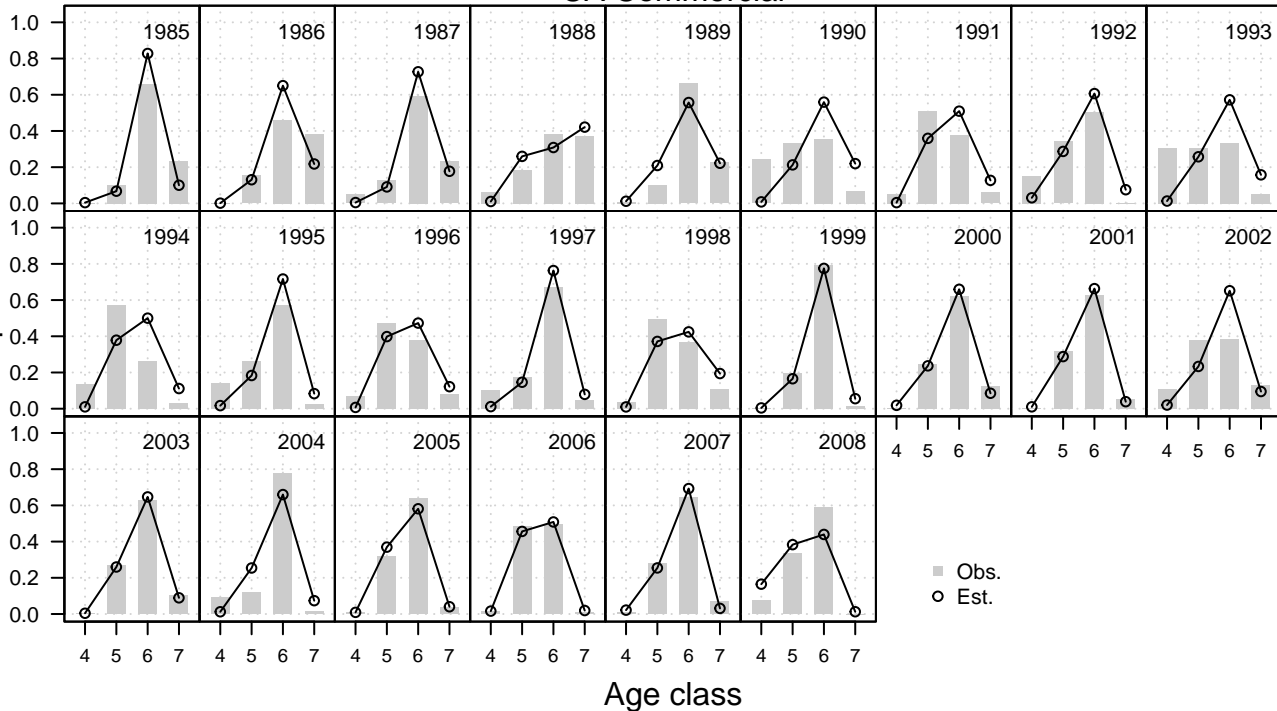 1.0 0.8 0.6 0.4 0.2 0.0
1985 1986 1987 1988 1989 1990 1991 1992 1993
1.0 0.8 0.6 0.4 0.2 0.0
1994 1995 1996 1997 1998 1999 2000 2001 2002
4 5 6 7 4 5 6 7 4 5 6 7
1.0 0.8 0.6 0.4 0.2 0.0
2003 2004 2005 2006 2007 2008
Obs.
Est.
4 5 6 7 4 5 6 7 4 5 6 7 4 5 6 7 4 5 6 7 4 5 6 7
Age class